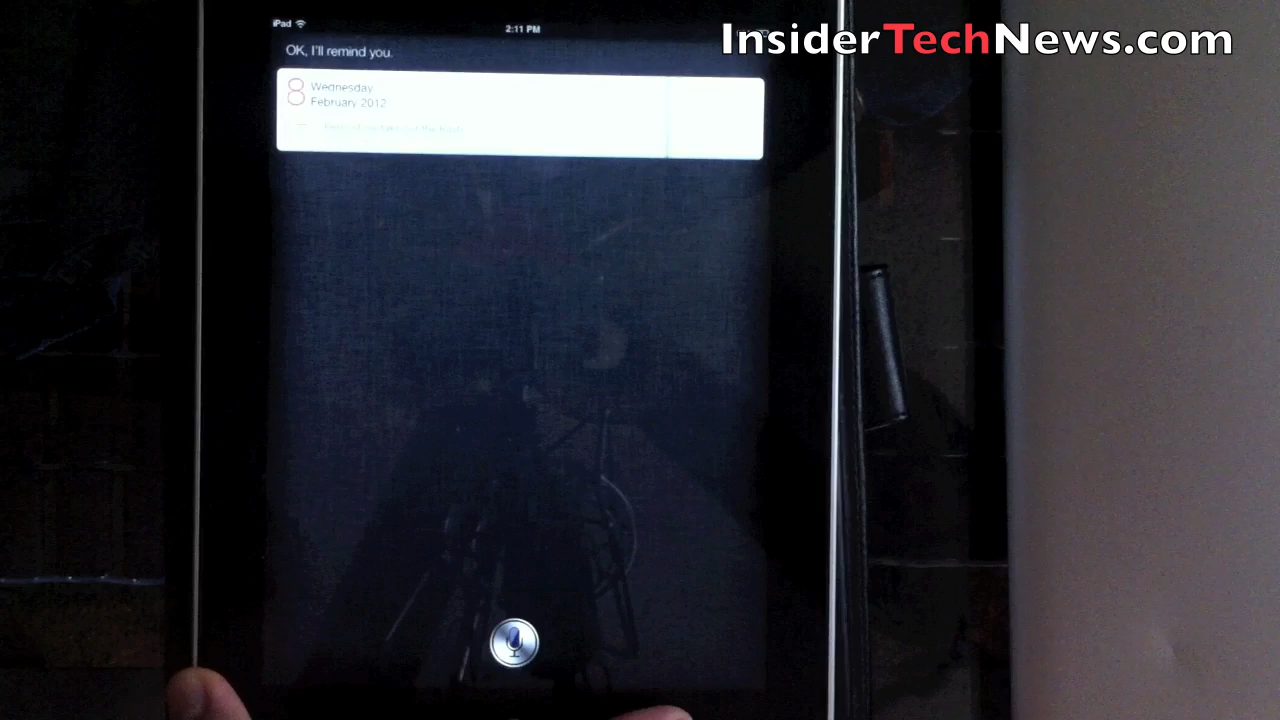 iPad
2:11 PM
InsiderTechNews.com
OK, I'll remind you.
8
Wednesday
February 2012